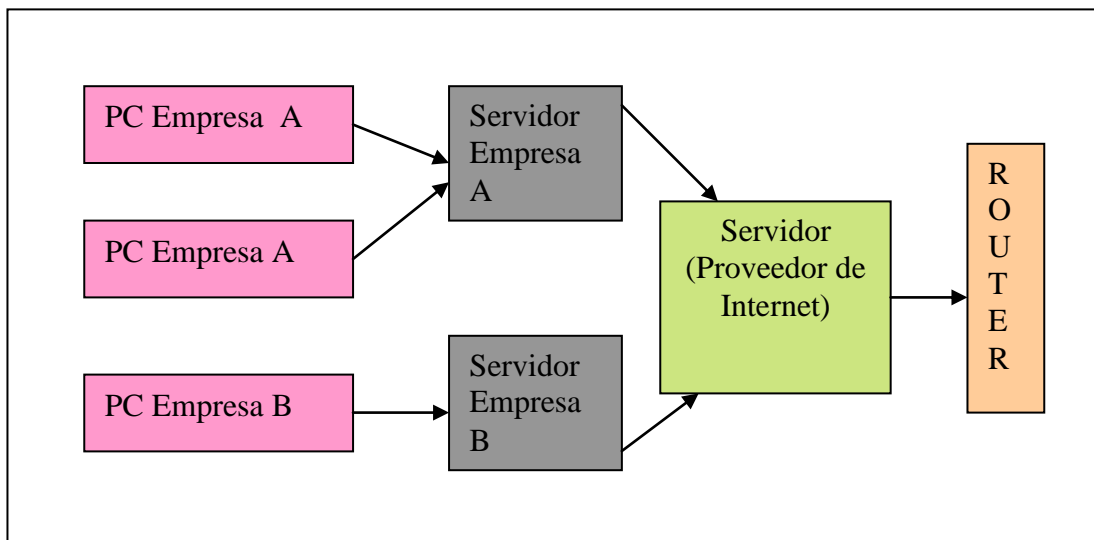 PC Empresa  A
Servidor
Empresa
A
PC Empresa A
Servidor
(Proveedor de
Internet)
R
O
U
T
E
R
PC Empresa B
Servidor
Empresa
B